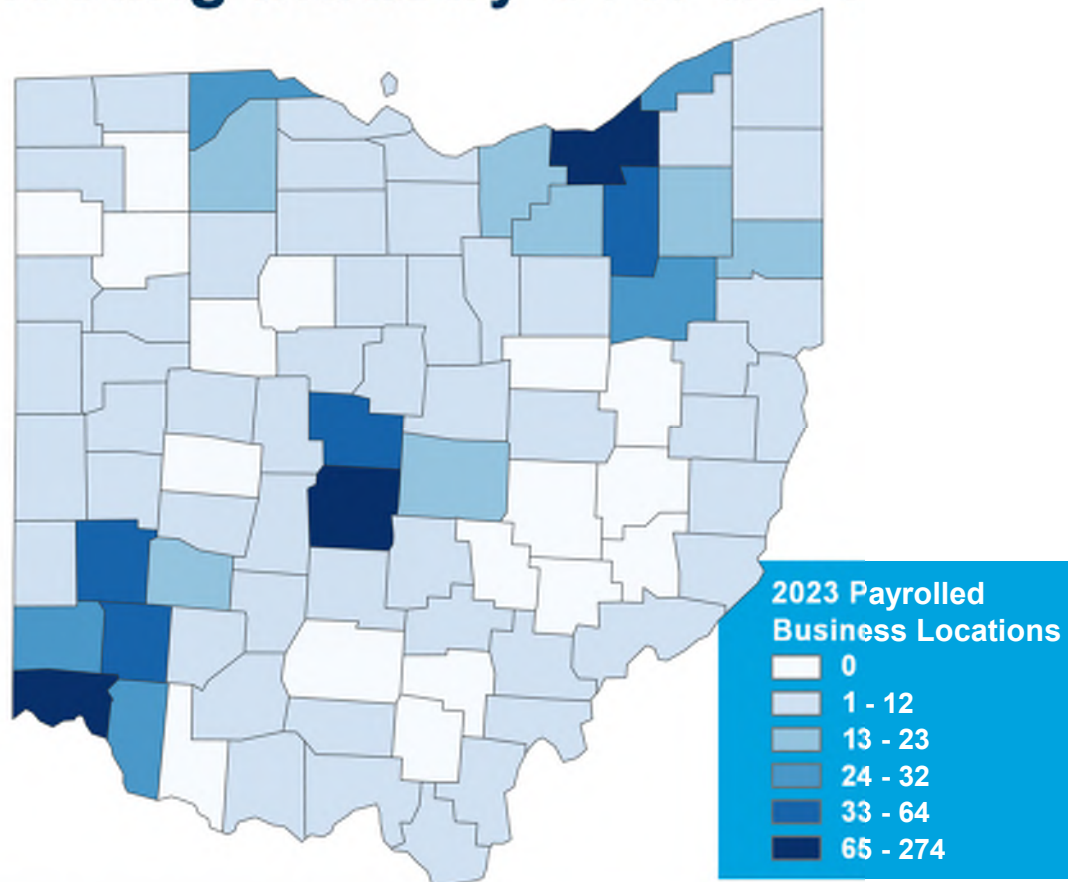 2023 Payrolled
Business Locations
0
1 - 12
13 - 23
24 - 32
33 - 64
65 - 274